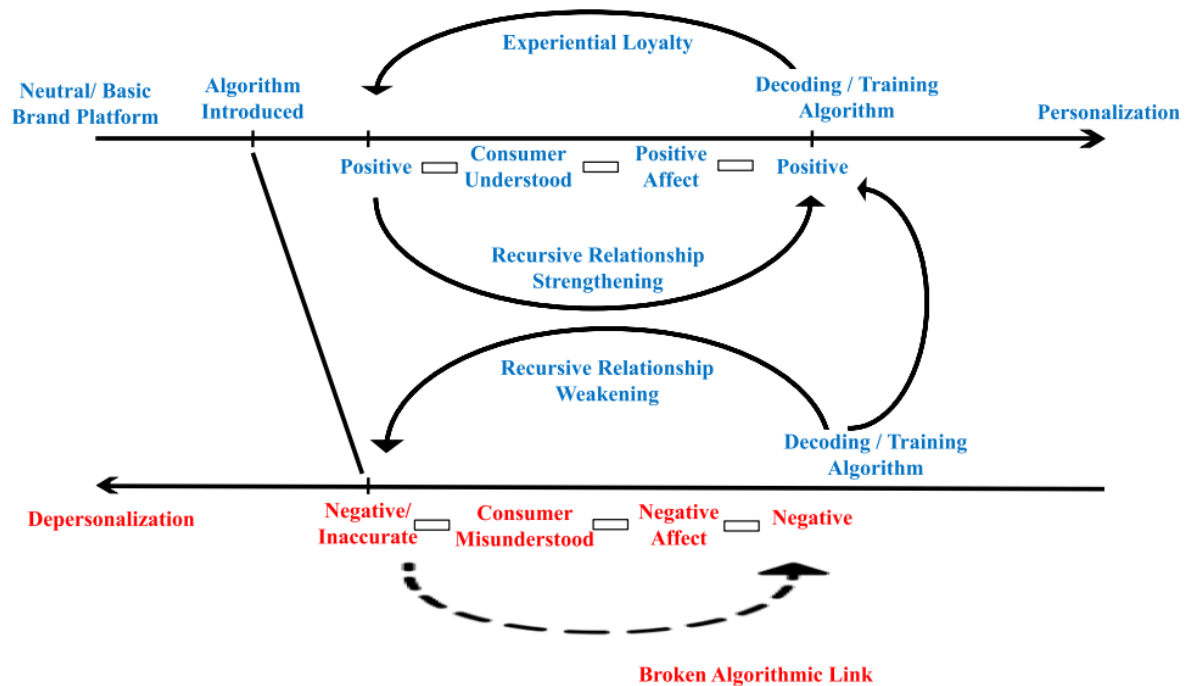 Experiential Loyalty
Neutral/ Basic
Brand Platform
Algorithm
Introduced
Decoding / Training
Algorithm
Personalization
Positive
Consumer
Understood
Positive
Affect
Positive
Recursive Relationship
Strengthening
Recursive Relationship
Weakening
Decoding / Training
Algorithm
Depersonalization
Negative/
Inaccurate
Consumer
Misunderstood
Negative
Affect
Negative
Broken Algorithmic Link